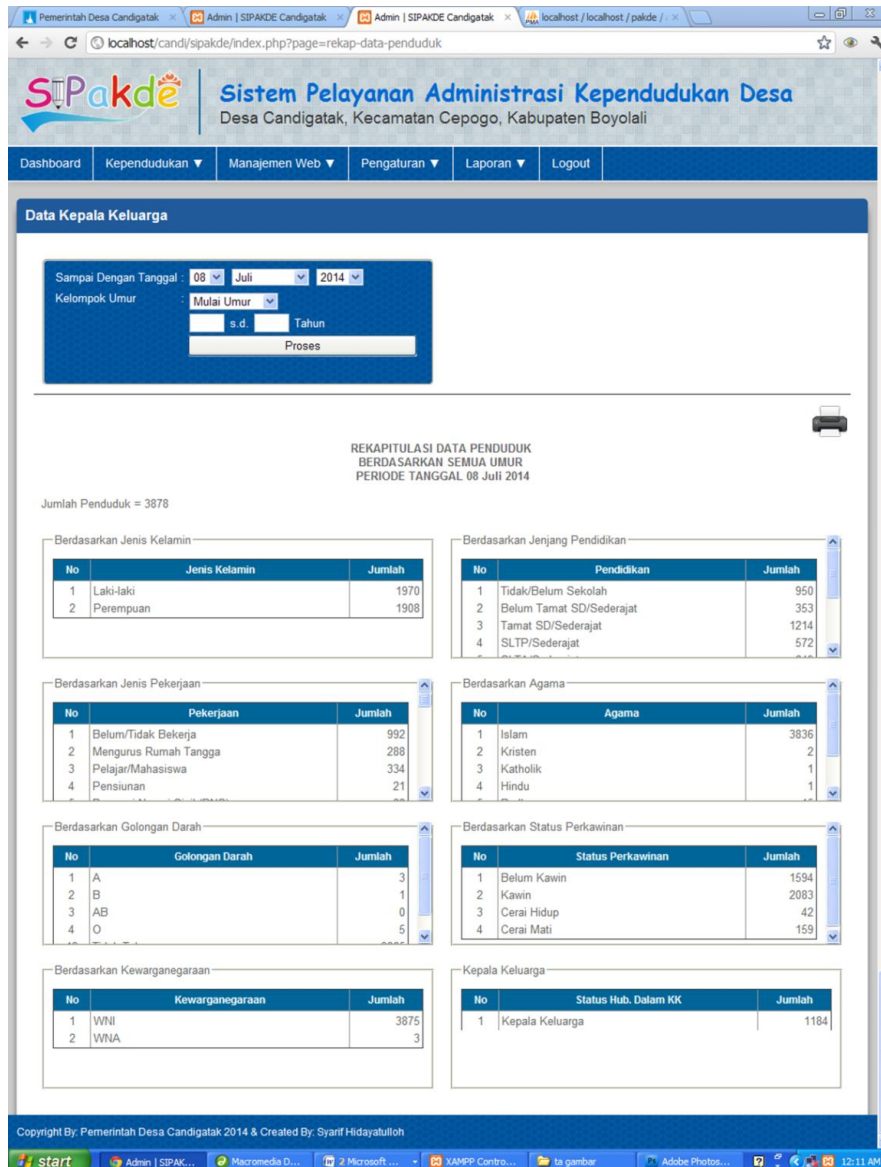 Pemerintah Desa Candigatak
Admin | SIPAKDE Candigatak
Admin | SIPAKDE Candigatak
localhost / localhost / pakde /
localhost/candi/sipakde/index.php?page=rekap-data-penduduk
SiPakde
Sistem Pelayanan Administrasi Kependudukan Desa
Desa Candigatak, Kecamatan Cepogo, Kabupaten Boyolali
Dashboard Kependudukan ▼ Manajemen Web ▼ Pengaturan ▼ Laporan ▼ Logout
Data Kepala Keluarga
Sampai Dengan Tanggal : 08 Juli 2014
Kelompok Umur : Mulai Umur
s.d. Tahun
Proses
REKAPITULASI DATA PENDUDUK
BERDASARKAN SEMUA UMUR
PERIODE TANGGAL 08 Juli 2014
Jumlah Penduduk = 3878
Berdasarkan Jenis Kelamin
No Jenis Kelamin Jumlah
1 Laki-laki 1970
2 Perempuan 1908
Berdasarkan Jenjang Pendidikan
No Pendidikan Jumlah
1 Tidak/Belum Sekolah 950
2 Belum Tamat SD/Sederajat 353
3 Tamat SD/Sederajat 1214
4 SLTP/Sederajat 572
Berdasarkan Jenis Pekerjaan
No Pekerjaan Jumlah
1 Belum/Tidak Bekerja 992
2 Mengurus Rumah Tangga 288
3 Pelajar/Mahasiswa 334
4 Pensiunan 21
Berdasarkan Agama
No Agama Jumlah
1 Islam 3836
2 Kristen 2
3 Katholik 1
4 Hindu 1
Berdasarkan Golongan Darah
No Golongan Darah Jumlah
1 A 3
2 B 1
3 AB 0
4 O 5
Berdasarkan Status Perkawinan
No Status Perkawinan Jumlah
1 Belum Kawin 1594
2 Kawin 2083
3 Cerai Hidup 42
4 Cerai Mati 159
Berdasarkan Kewarganegaraan
No Kewarganegaraan Jumlah
1 WNI 3875
2 WNA 3
Kepala Keluarga
No Status Hub. Dalam KK Jumlah
1 Kepala Keluarga 1184
Copyright By: Pemerintah Desa Candigatak 2014 & Created By: Syarif Hidayatulloh
start Admin | SIPAK... Macromedia D... 2 Microsoft ... XAMPP Contro... ta gambar Adobe Photos... 12:11 AM